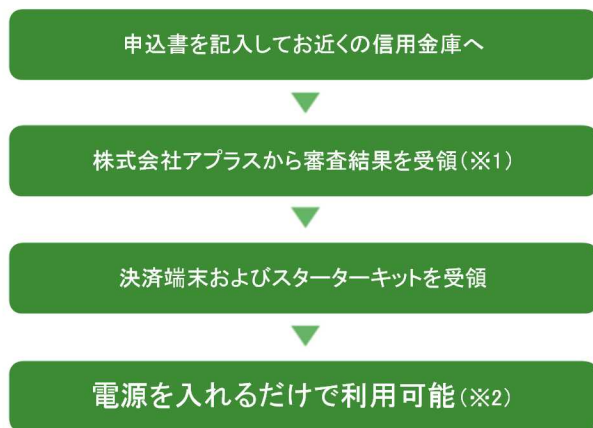 申込書を記入してお近くの信用金庫へ
株式会社アプラスから審査結果を受領(※1)
決済端末およびスターターキットを受領
電源を入れるだけで利用可能(※2)